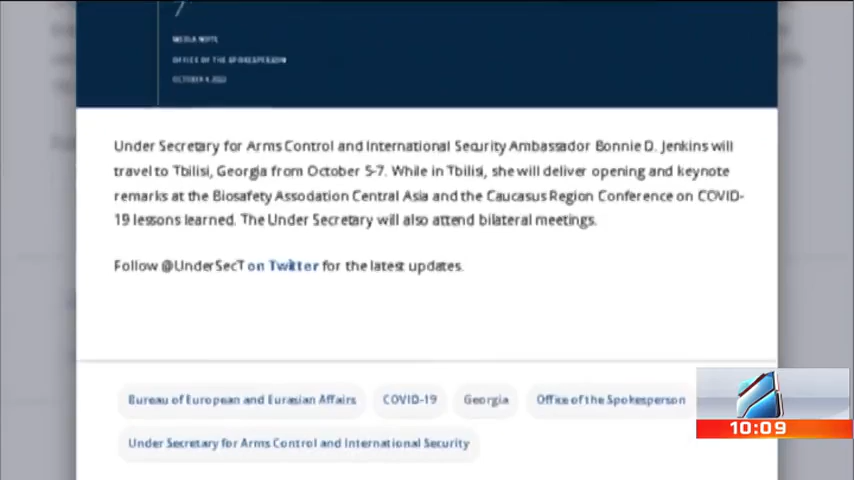 7
MEDIA NOTE
OFFICE OF THE SPOKESPERSON
OCTOBER 4, 2022
Under Secretary for Arms Control and International Security Ambassador Bonnie D. Jenkins will
travel to Tbilisi, Georgia from October 5-7. While in Tbilisi, she will deliver opening and keynote
remarks at the Biosafety Association Central Asia and the Caucasus Region Conference on COVID-
19 lessons learned. The Under Secretary will also attend bilateral meetings.
Follow @UnderSecT on Twitter for the latest updates.
Bureau of European and Eurasian Affairs COVID-19 Georgia Office of the Spokesperson
Under Secretary for Arms Control and International Security
10:09